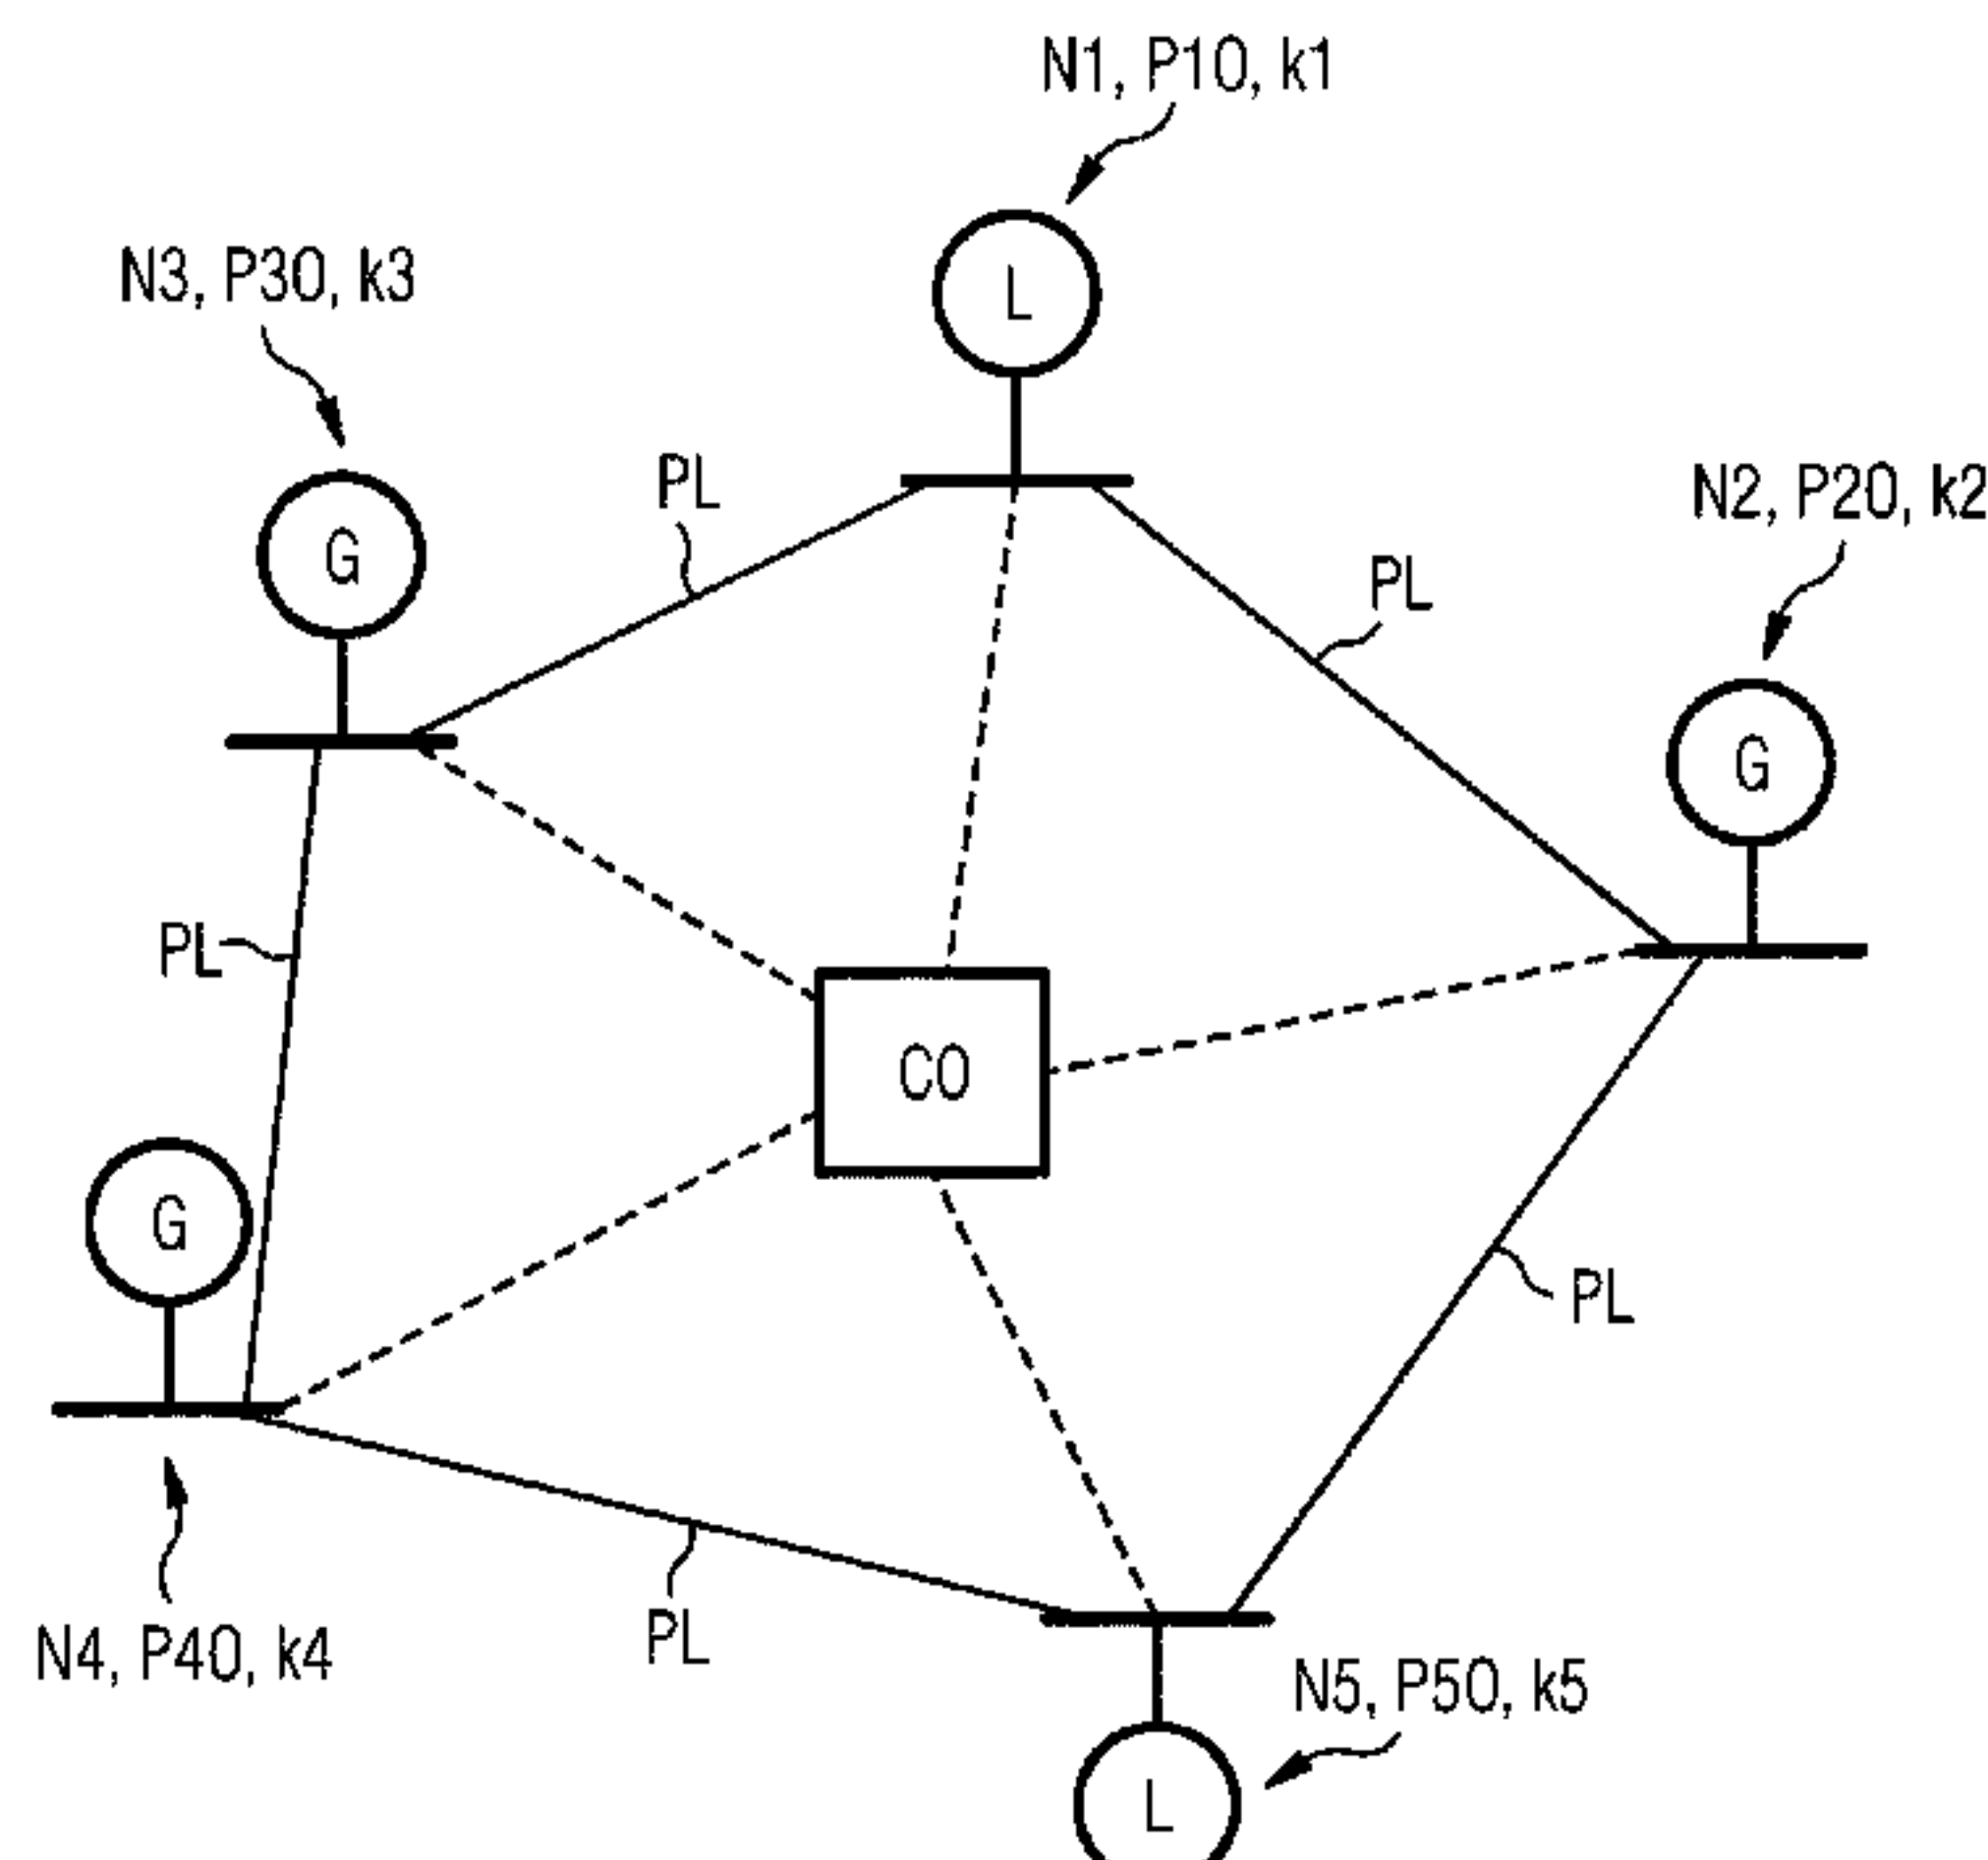 N1, P10, k1
N3, P30, k3
L
PL
N2, P20, k2
G
PL
G
PL
CO
G
PL
PL
N4, P40, k4
N5, P50, k5
L